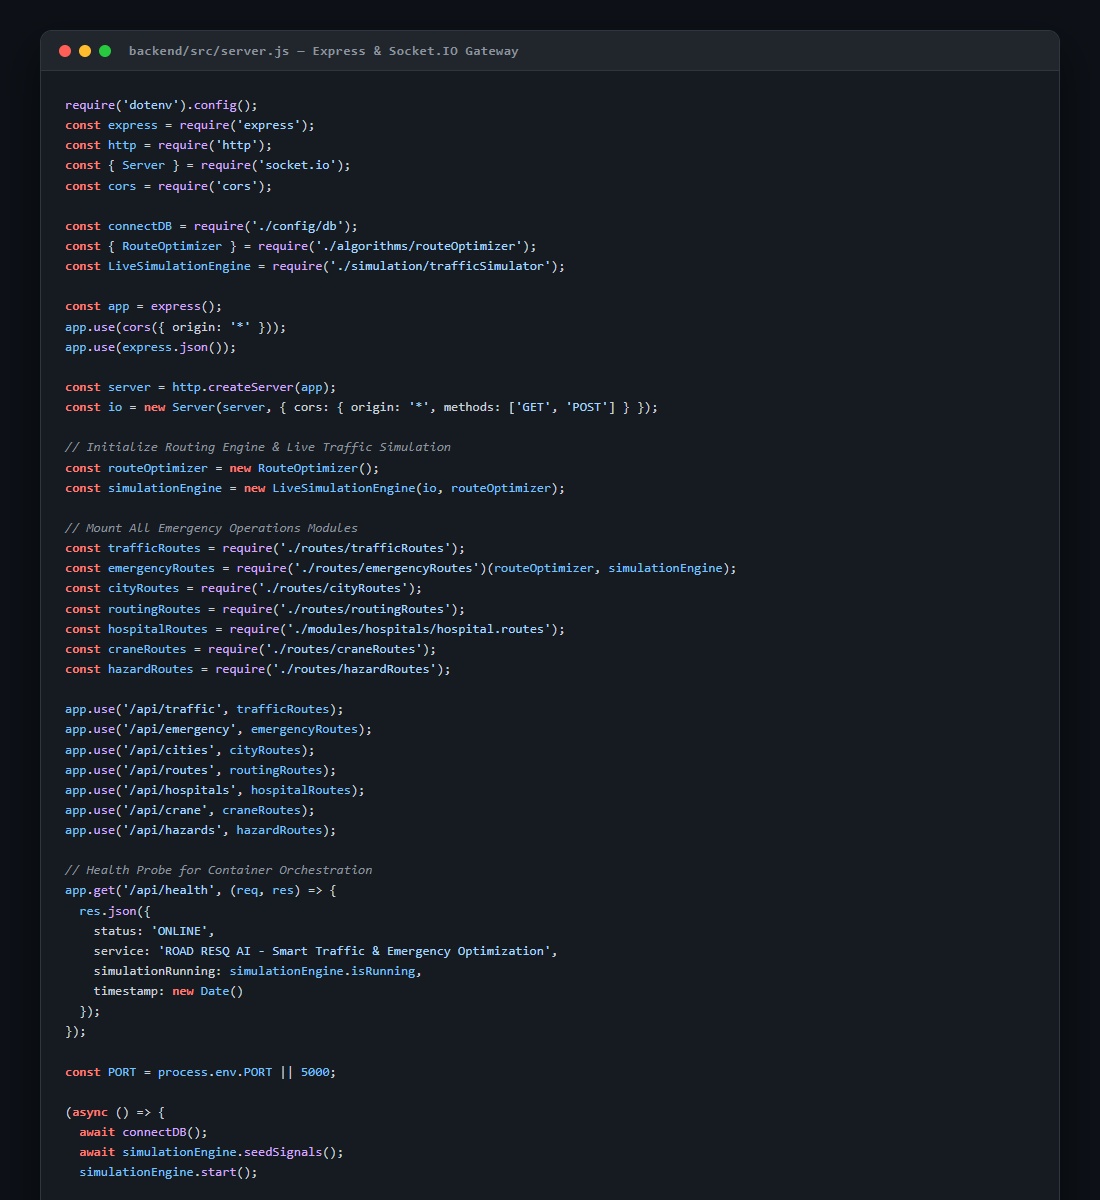 backend/src/server.js — Express & Socket.IO Gateway
require('dotenv').config();
const express = require('express');
const http = require('http');
const { Server } = require('socket.io');
const cors = require('cors');

const connectDB = require('./config/db');
const { RouteOptimizer } = require('./algorithms/routeOptimizer');
const LiveSimulationEngine = require('./simulation/trafficSimulator');

const app = express();
app.use(cors({ origin: '*' }));
app.use(express.json());

const server = http.createServer(app);
const io = new Server(server, { cors: { origin: '*', methods: ['GET', 'POST'] } });

// Initialize Routing Engine & Live Traffic Simulation
const routeOptimizer = new RouteOptimizer();
const simulationEngine = new LiveSimulationEngine(io, routeOptimizer);

// Mount All Emergency Operations Modules
const trafficRoutes = require('./routes/trafficRoutes');
const emergencyRoutes = require('./routes/emergencyRoutes')(routeOptimizer, simulationEngine);
const cityRoutes = require('./routes/cityRoutes');
const routingRoutes = require('./routes/routingRoutes');
const hospitalRoutes = require('./modules/hospitals/hospital.routes');
const craneRoutes = require('./routes/craneRoutes');
const hazardRoutes = require('./routes/hazardRoutes');

app.use('/api/traffic', trafficRoutes);
app.use('/api/emergency', emergencyRoutes);
app.use('/api/cities', cityRoutes);
app.use('/api/routes', routingRoutes);
app.use('/api/hospitals', hospitalRoutes);
app.use('/api/crane', craneRoutes);
app.use('/api/hazards', hazardRoutes);

// Health Probe for Container Orchestration
app.get('/api/health', (req, res) => {
  res.json({
    status: 'ONLINE',
    service: 'ROAD RESQ AI - Smart Traffic & Emergency Optimization',
    simulationRunning: simulationEngine.isRunning,
    timestamp: new Date()
  });
});

const PORT = process.env.PORT || 5000;

(async () => {
  await connectDB();
  await simulationEngine.seedSignals();
  simulationEngine.start();